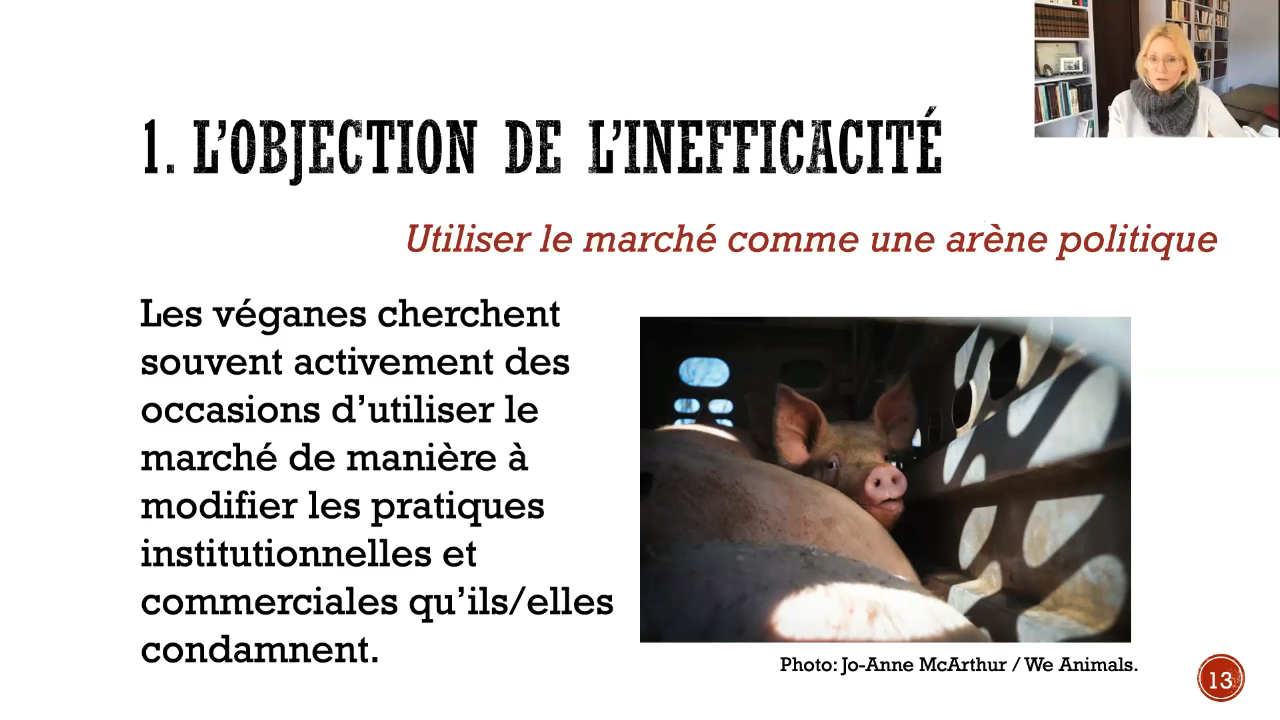 1. L’OBJECTION DE L’INEFFICACITÉ
Utiliser le marché comme une arène politique
Les véganes cherchent
souvent activement des
occasions d’utiliser le
marché de manière à
modifier les pratiques
institutionnelles et
commerciales qu’ils/elles
condamnent.
Photo: Jo-Anne McArthur / We Animals.
13